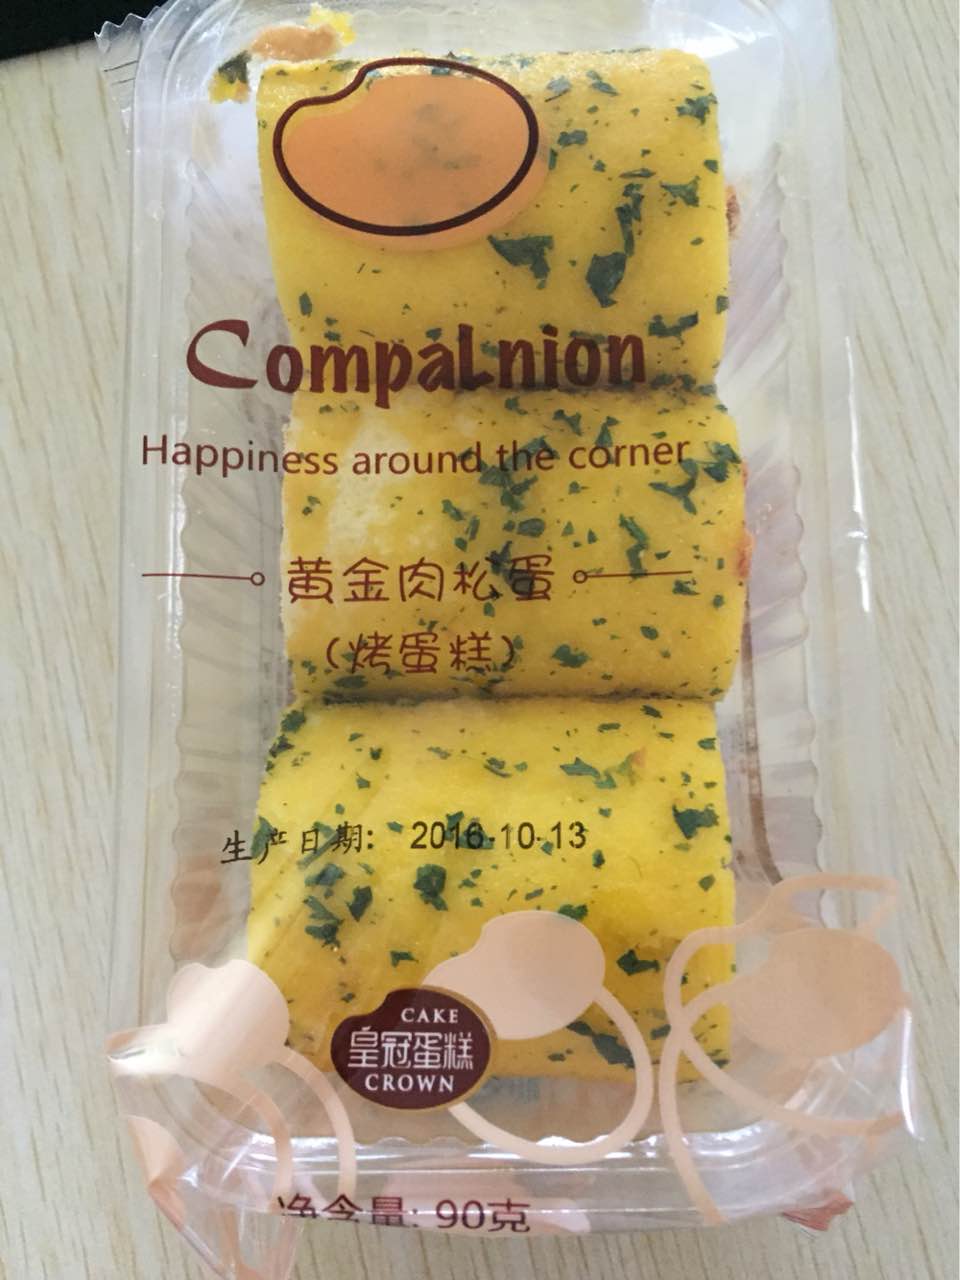 CompaLnion
Happiness around the corner
黄金肉松蛋
(烤蛋糕)
生产日期: 2016-10-13
CAKE
皇冠蛋糕
CROWN
净含量: 90克